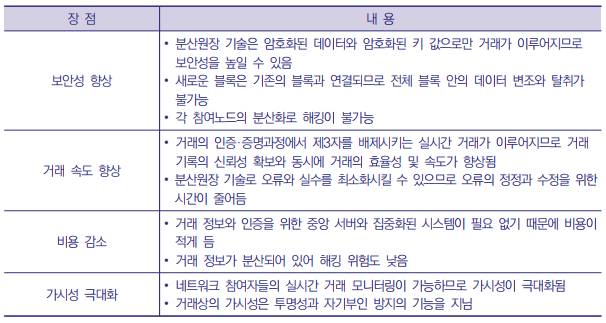 장 점 내 용
보안성 향상
• 분산원장 기술은 암호화된 데이터와 암호화된 키 값으로만 거래가 이루어지므로
보안성을 높일 수 있음
• 새로운 블록은 기존의 블록과 연결되므로 전체 블록 안의 데이터 변조와 탈취가
불가능
• 각 참여노드의 분산화로 해킹이 불가능
거래 속도 향상
• 거래의 인증·증명과정에서 제3자를 배제시키는 실시간 거래가 이루어지므로 거래
기록의 신뢰성 확보와 동시에 거래의 효율성 및 속도가 향상됨
• 분산원장 기술로 오류와 실수를 최소화시킬 수 있으므로 오류의 정정과 수정을 위한
시간이 줄어듬
비용 감소
• 거래 정보와 인증을 위한 중앙 서버와 집중화된 시스템이 필요 없기 때문에 비용이
적게 듬
• 거래 정보가 분산되어 있어 해킹 위험도 낮음
가시성 극대화
• 네트워크 참여자들의 실시간 거래 모니터링이 가능하므로 가시성이 극대화됨
• 거래상의 가시성은 투명성과 자기부인 방지의 기능을 지님